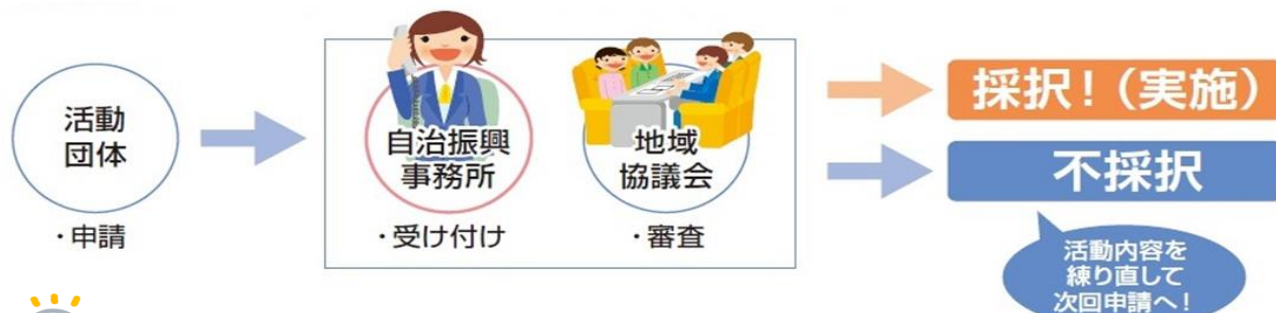 活動
団体
・申請
自治振興
事務所
・受け付け
地域
協議会
・審査
採択！（実施）
不採択
活動内容を
練り直して
次回申請へ！